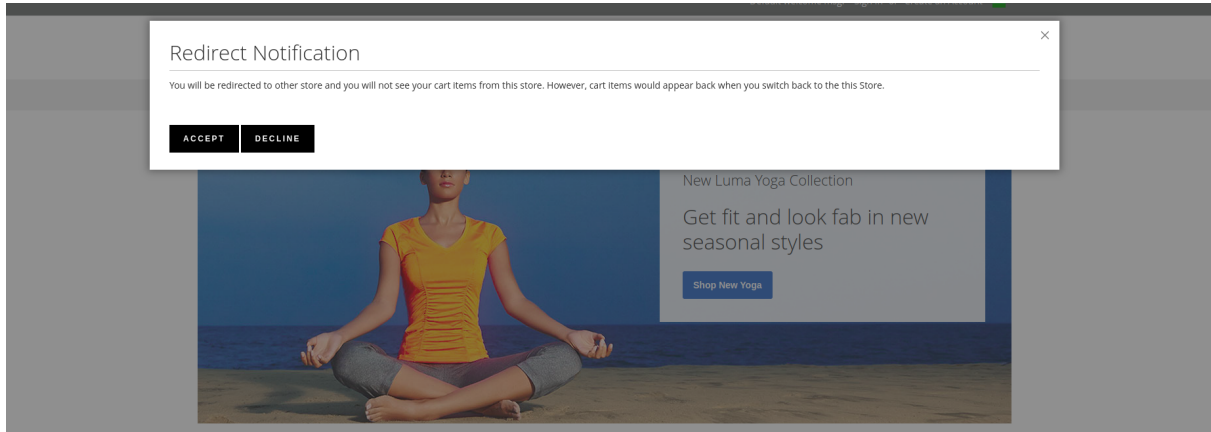 Redirect Notification
You will be redirected to other store and you will not see your cart items from this store. However, cart items would appear back when you switch back to the this Store.
ACCEPT DECLINE
New Luma Yoga Collection
Get fit and look fab in new
seasonal styles
Shop New Yoga